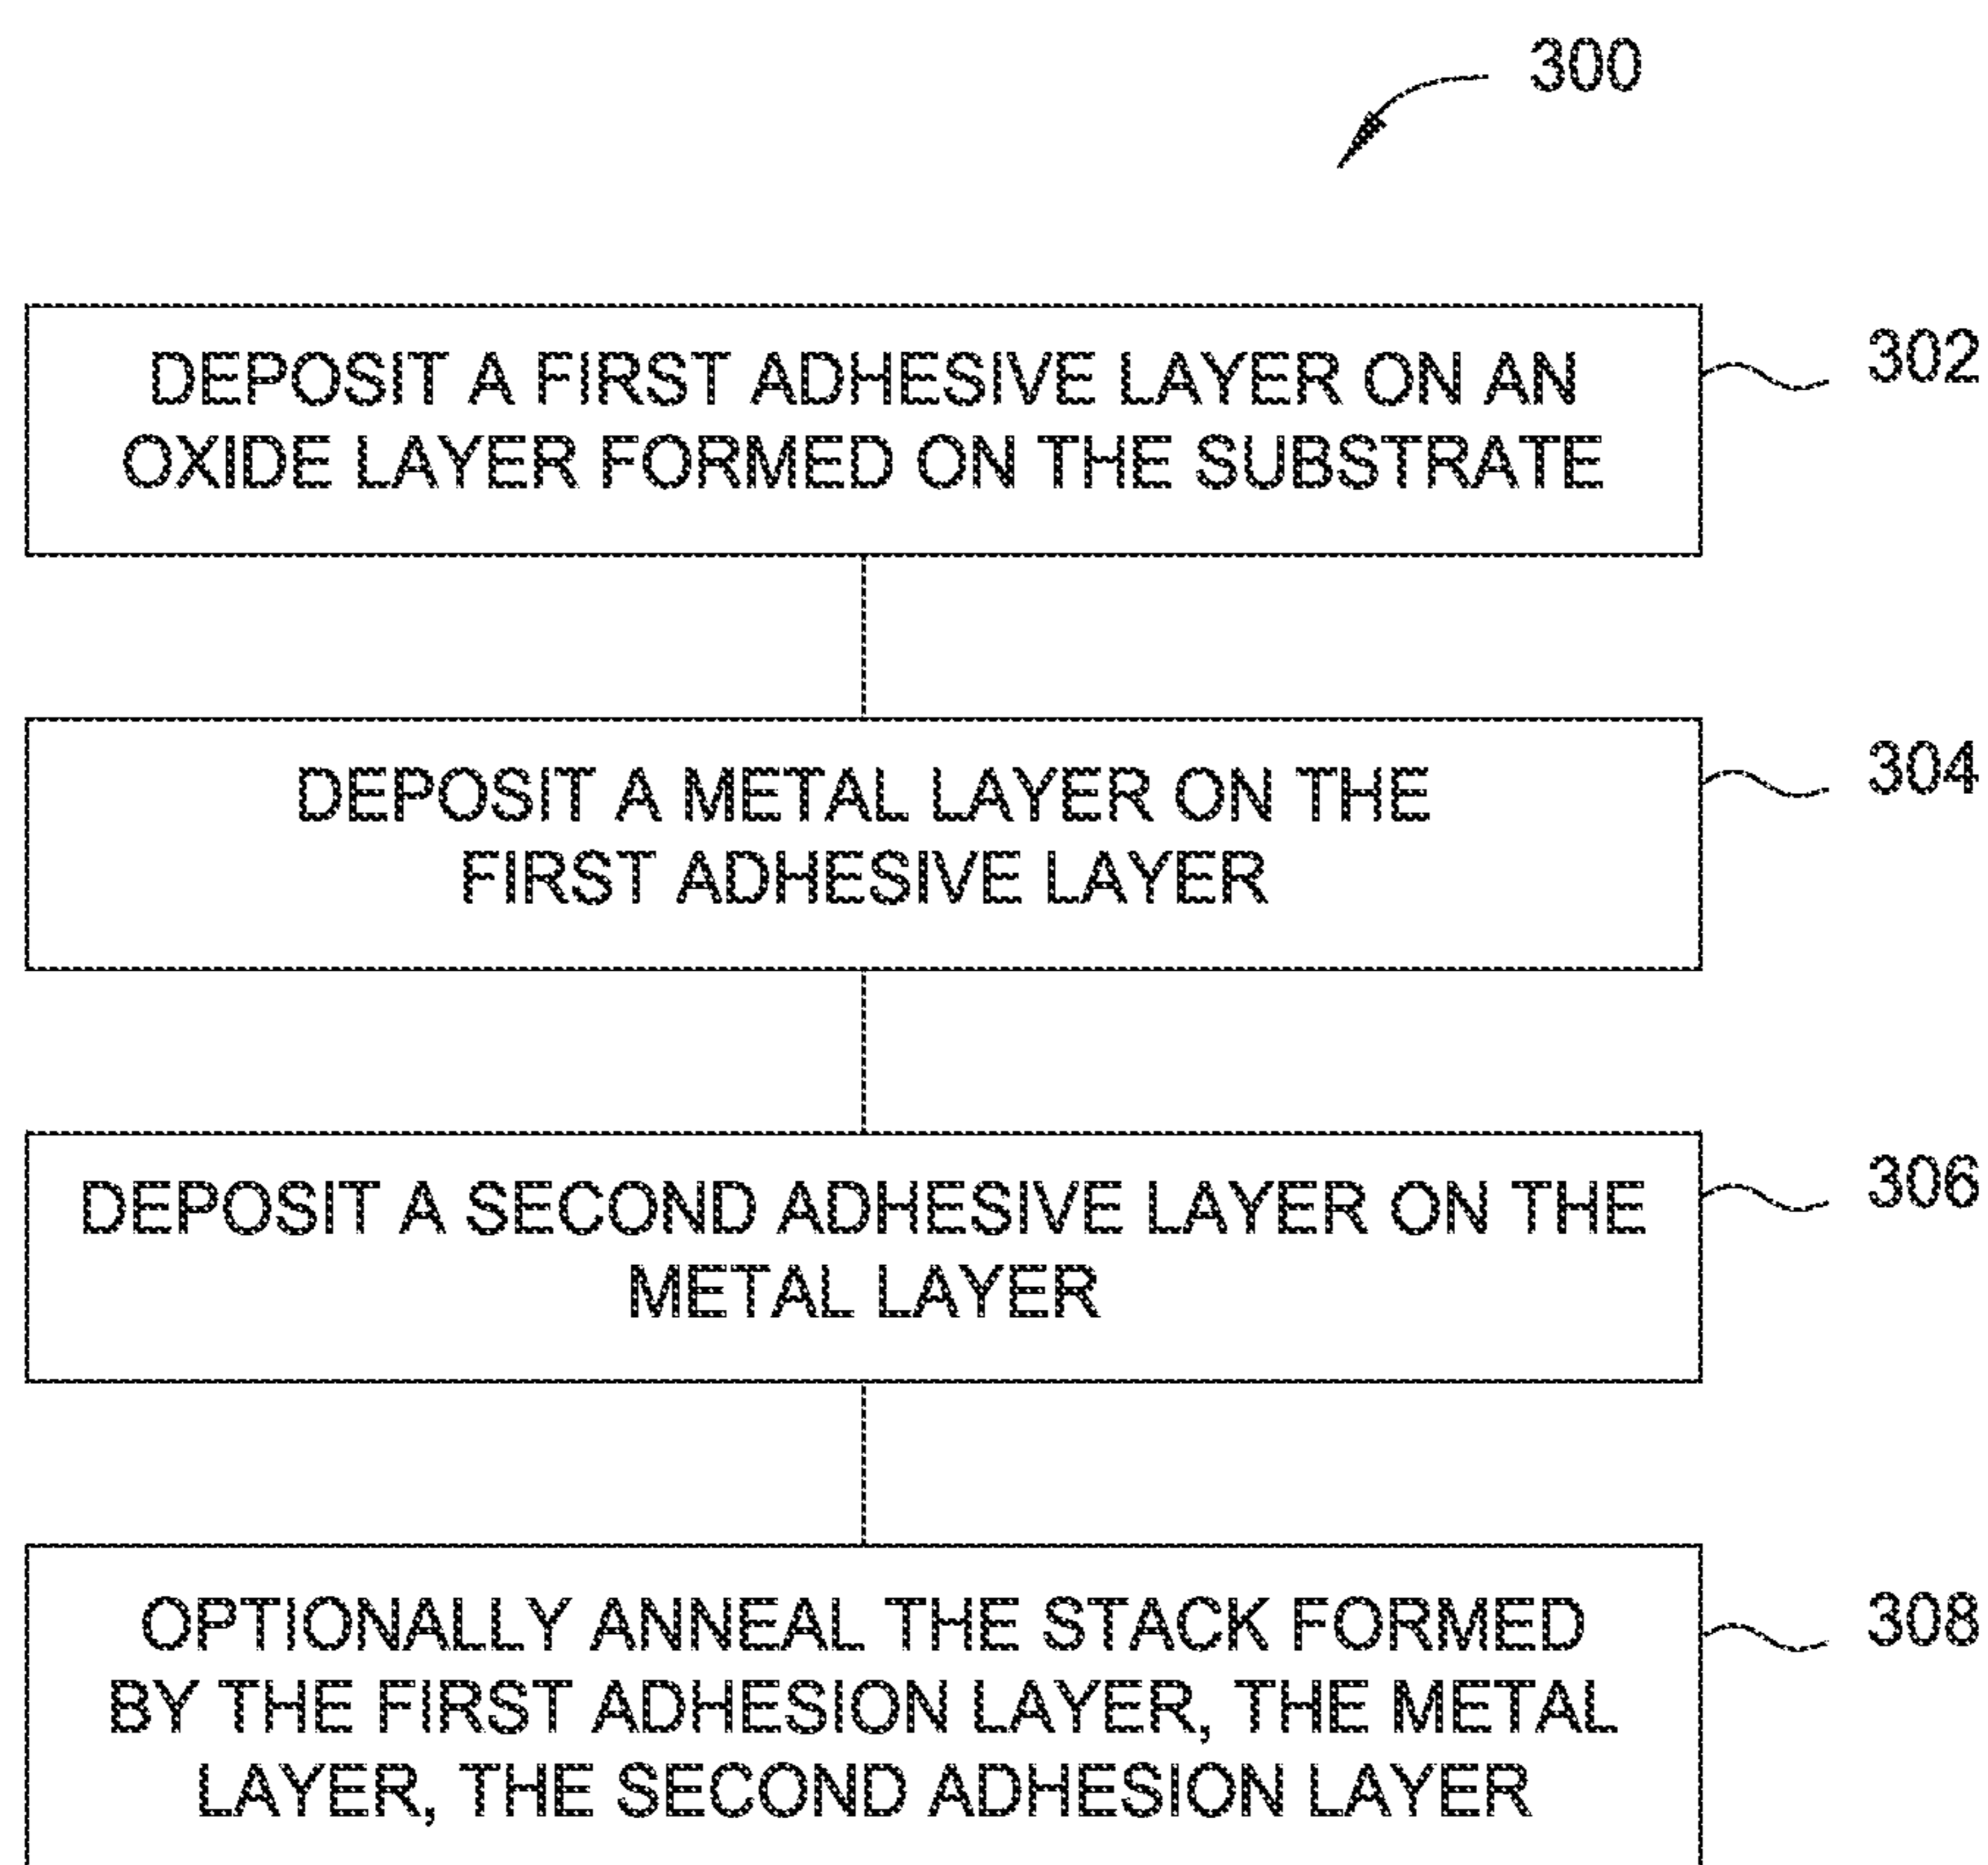 300
DEPOSIT A FIRST ADHESIVE LAYER ON AN
OXIDE LAYER FORMED ON THE SUBSTRATE
302
DEPOSIT A METAL LAYER ON THE
FIRST ADHESIVE LAYER
304
DEPOSIT A SECOND ADHESIVE LAYER ON THE
METAL LAYER
306
OPTIONALLY ANNEAL THE STACK FORMED
BY THE FIRST ADHESION LAYER, THE METAL
LAYER, THE SECOND ADHESION LAYER
308